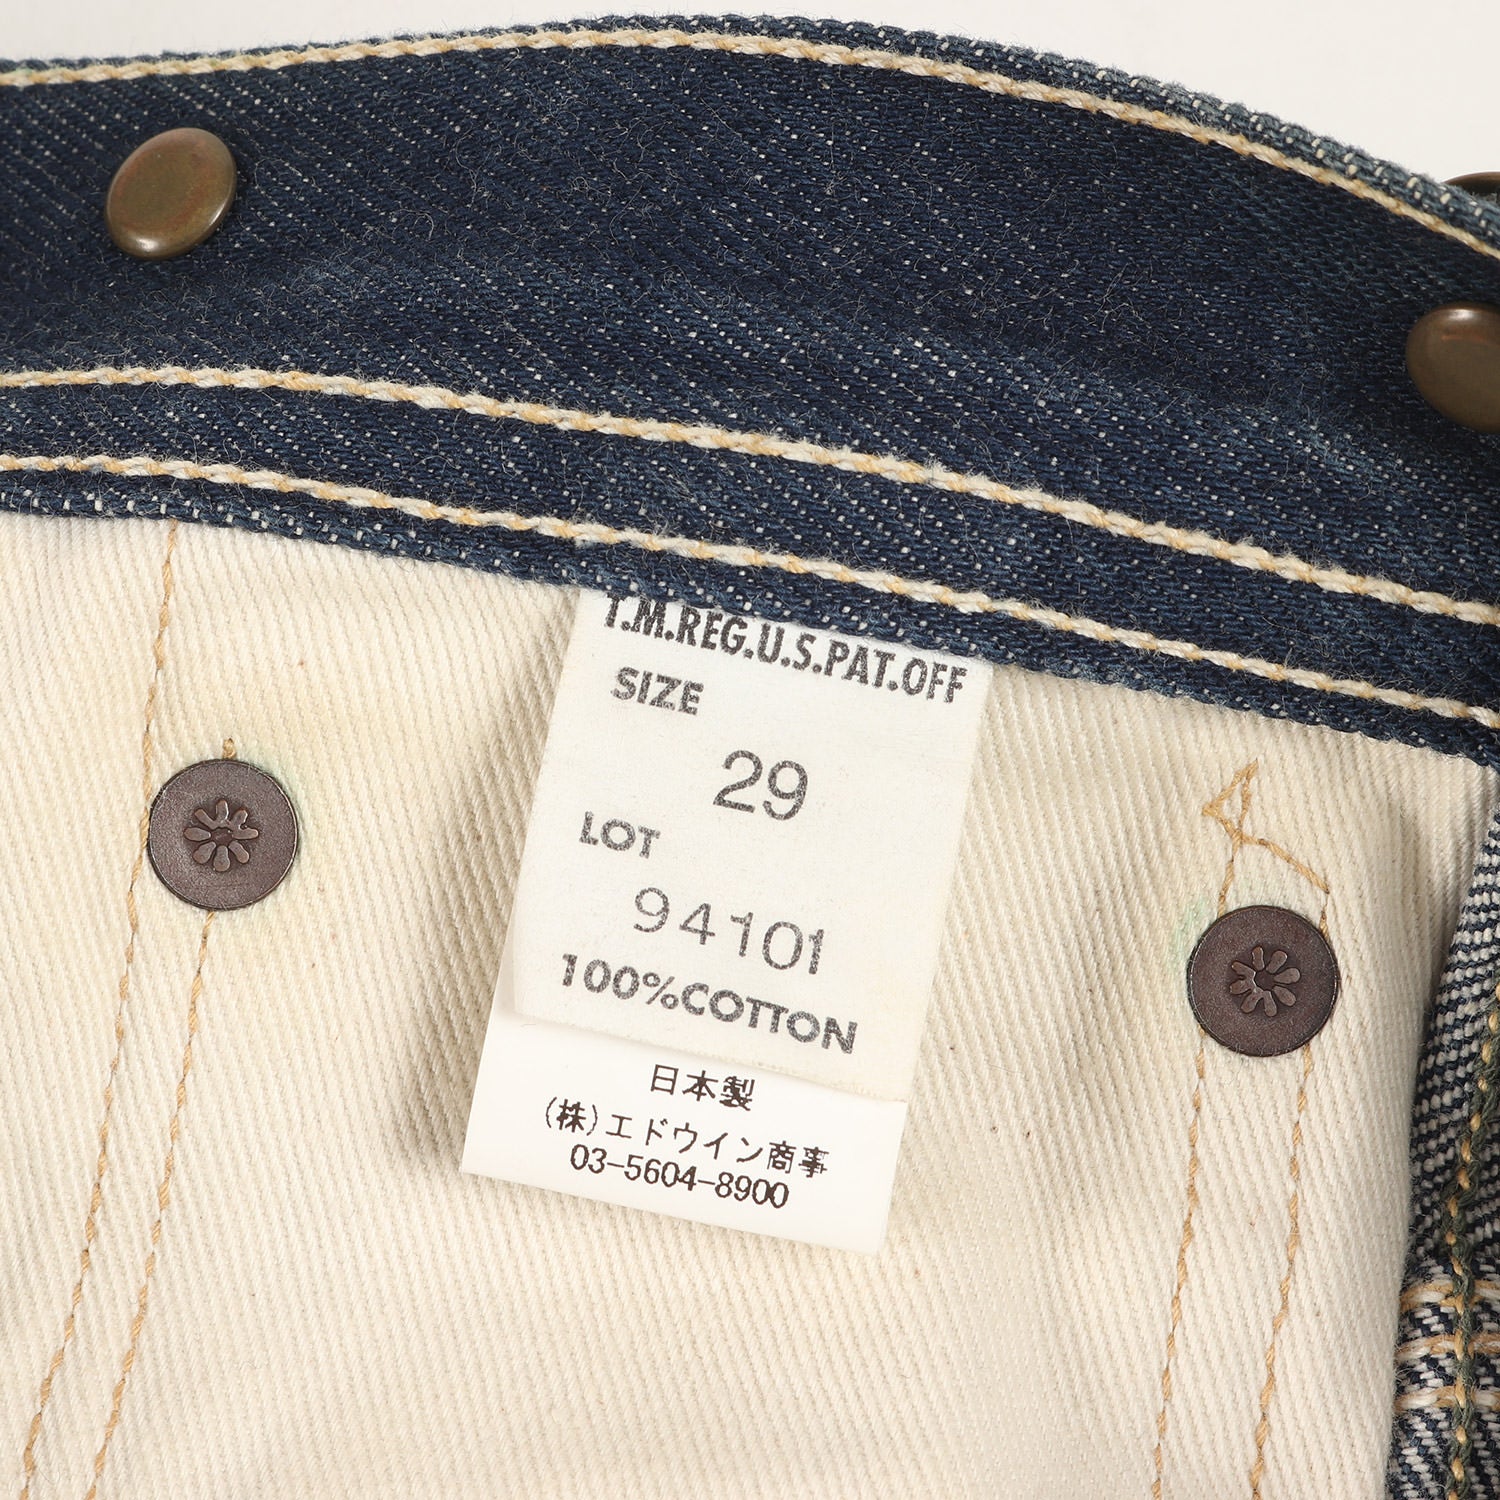 T.M.REG.U.S.PAT.OFF
SIZE
29
LOT
94101
100%COTTON
日本製
(株)エドウイン商事
03-5604-8900